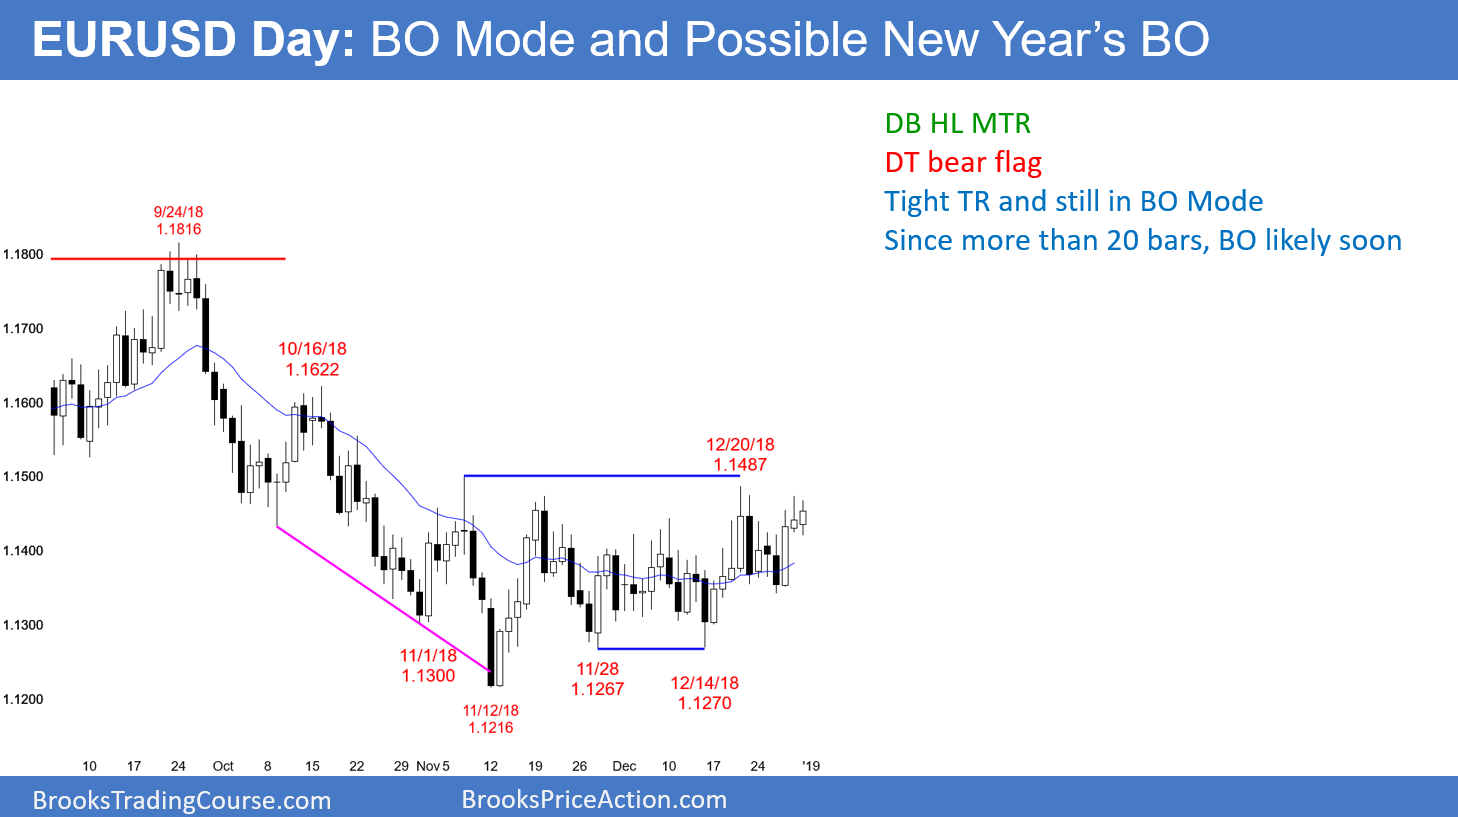 EURUSD Day: BO Mode and Possible New Year's BO
DB HL MTR
DT bear flag
Tight TR and still in BO Mode
Since more than 20 bars, BO likely soon
9/24/18
1.1816
1.1800
1.1700
10/16/18
1.1622
1.1600
12/20/18
1.1487
1.1500
1.1400
1.1300
11/1/18
1.1300
11/28
1.1267
12/14/18
1.1270
1.1200
11/12/18
1.1216
10 17 24 Oct 8 15 22 29 Nov 5 12 19 26 Dec 10 17 24 '19
BrooksTradingCourse.com
BrooksPriceAction.com